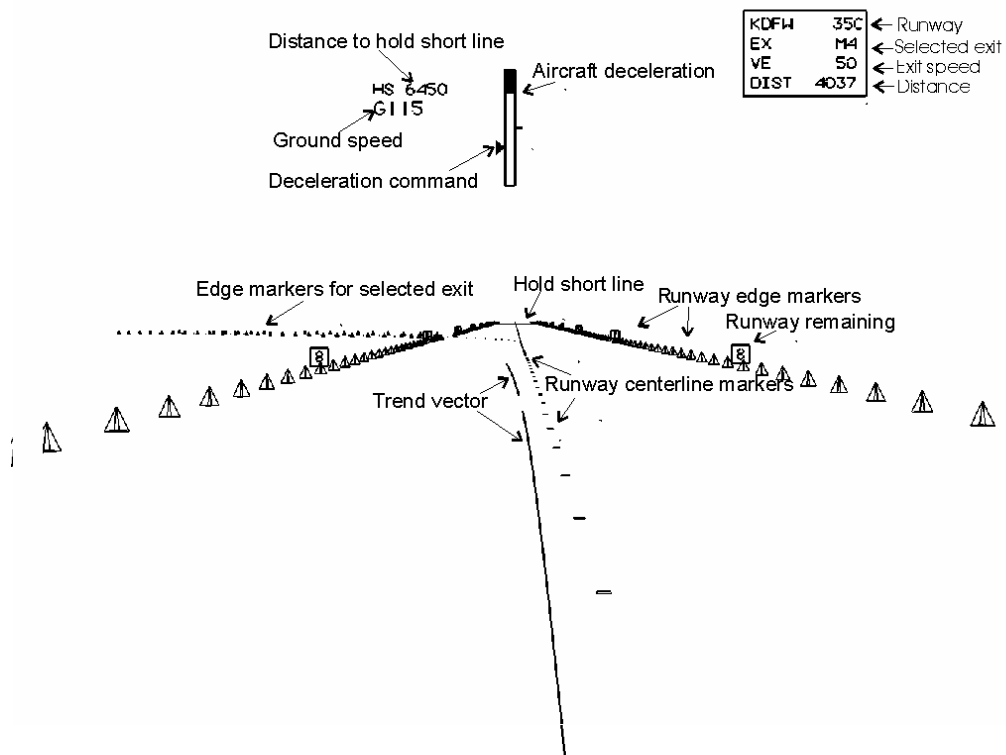 KDFW 35C
EX M4
VE 50
DIST 4037
Runway
Selected exit
Exit speed
Distance
Distance to hold short line
HS 6450
G115
Ground speed
Aircraft deceleration
Deceleration command
Hold short line
Edge markers for selected exit
Runway edge markers
Runway remaining
8
8
Runway centerline markers
Trend vector